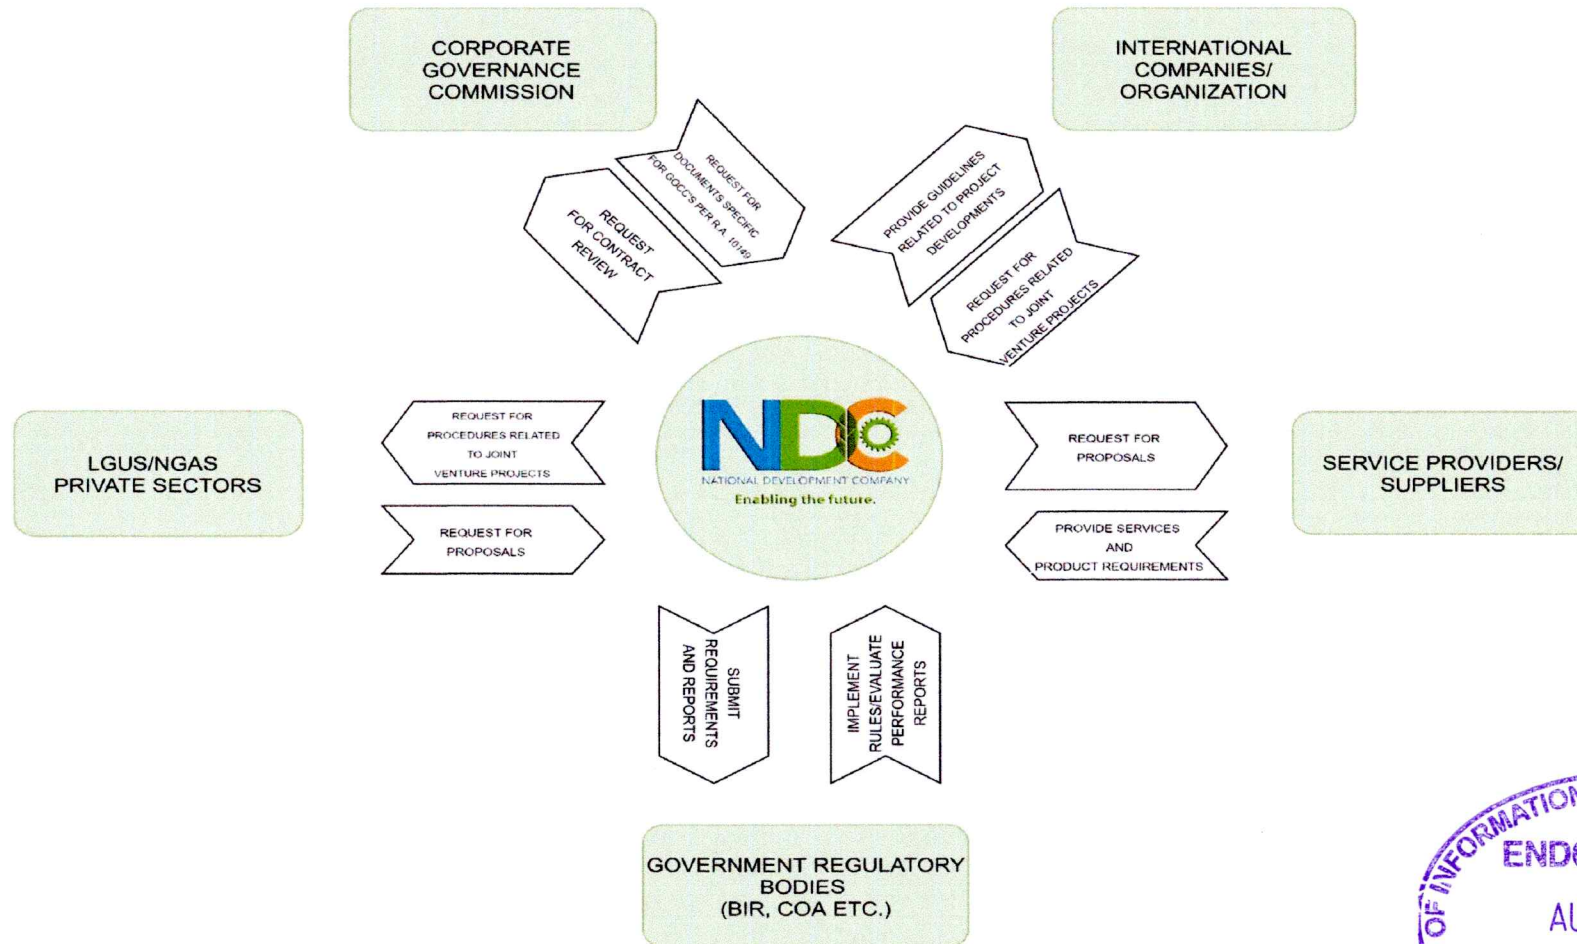 CORPORATE
GOVERNANCE
COMMISSION
INTERNATIONAL
COMPANIES/
ORGANIZATION
REQUEST FOR
DOCUMENTS SPECIFIC
FOR GOCC'S PER R.A. 10149
REQUEST
FOR CONTRACT
REVIEW
PROVIDE GUIDELINES
RELATED TO PROJECT
DEVELOPMENTS
REQUEST FOR
PROCEDURES RELATED
TO JOINT
VENTURE PROJECTS
LGUS/NGAS
PRIVATE SECTORS
REQUEST FOR
PROCEDURES RELATED
TO JOINT
VENTURE PROJECTS
REQUEST FOR
PROPOSALS
NDC
NATIONAL DEVELOPMENT COMPANY
Enabling the future.
REQUEST FOR
PROPOSALS
PROVIDE SERVICES
AND
PRODUCT REQUIREMENTS
SERVICE PROVIDERS/
SUPPLIERS
SUBMIT
REQUIREMENTS
AND REPORTS
IMPLEMENT
RULES/EVALUATE
PERFORMANCE
REPORTS
GOVERNMENT REGULATORY
BODIES
(BIR, COA ETC.)
OF INFORMATION